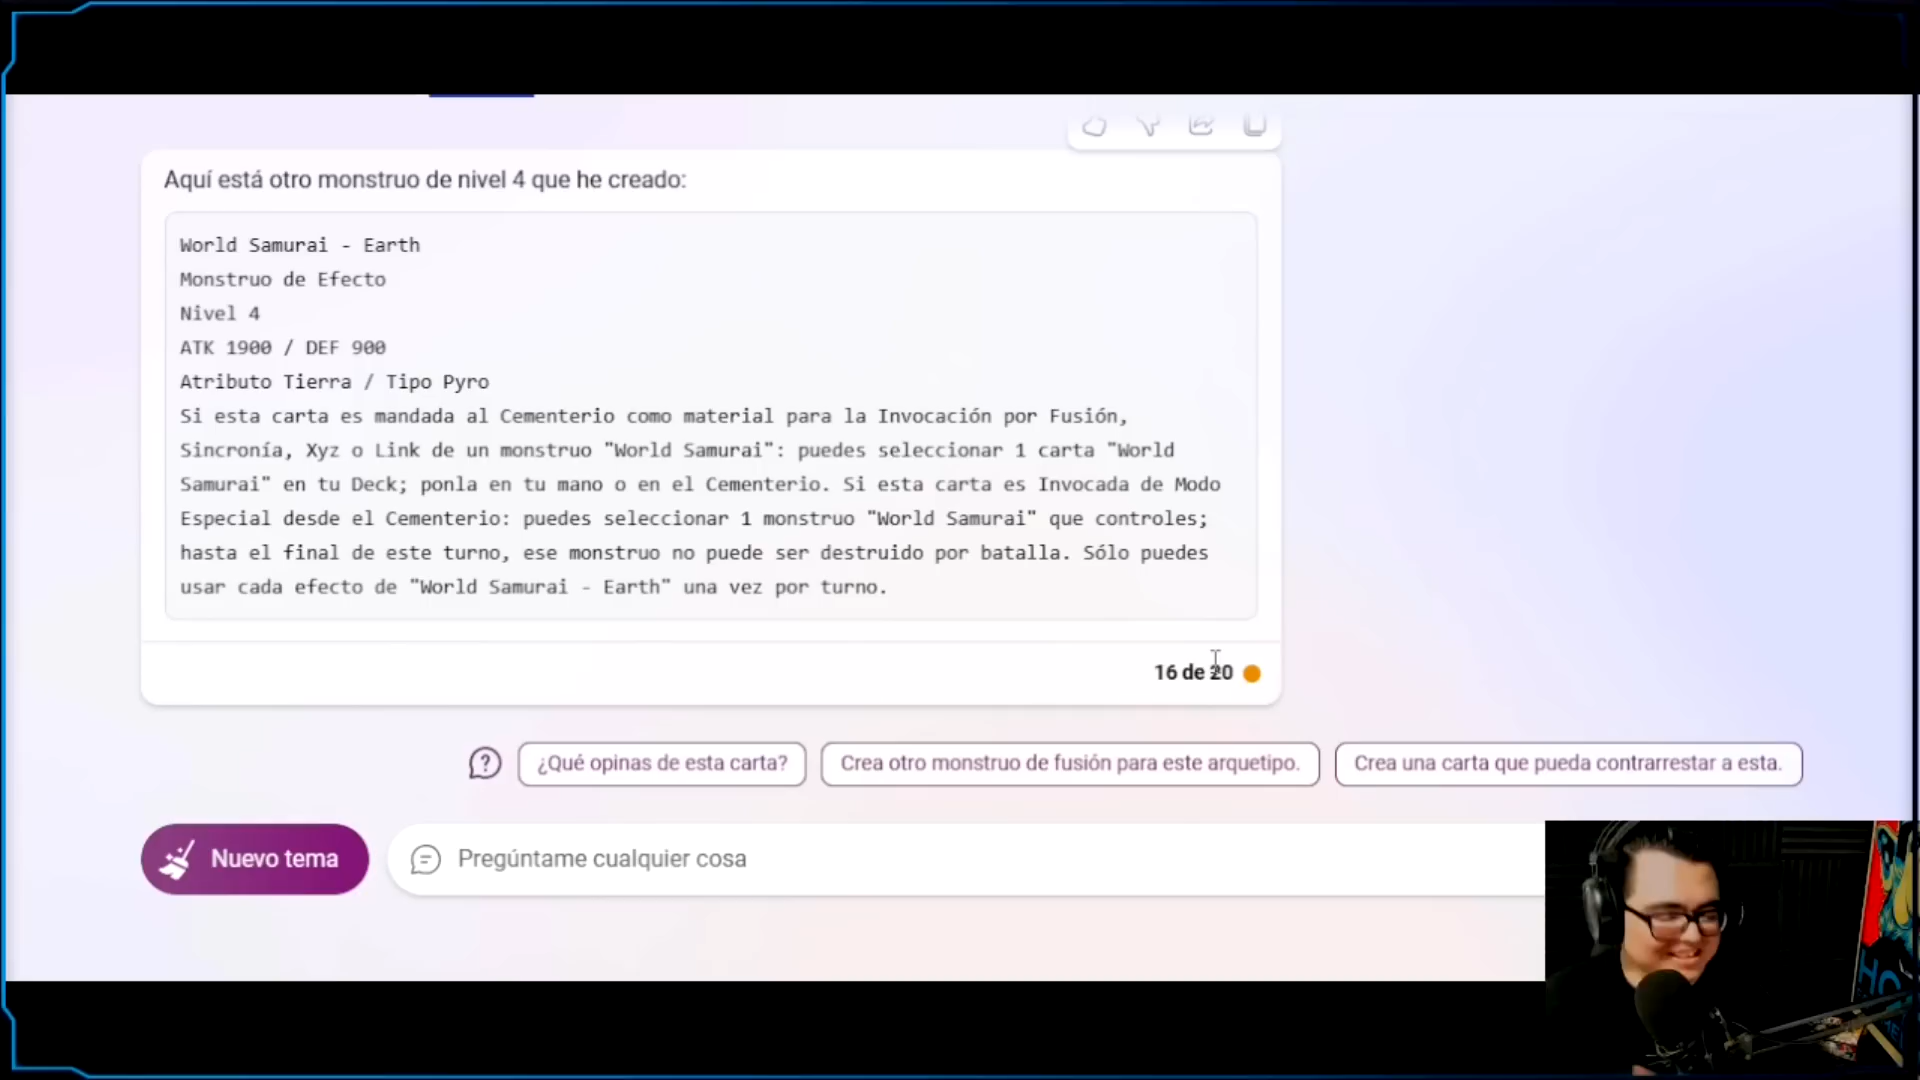 Aquí está otro monstruo de nivel 4 que he creado:
World Samurai - Earth
Monstruo de Efecto
Nivel 4
ATK 1900 / DEF 900
Atributo Tierra / Tipo Pyro
Si esta carta es mandada al Cementerio como material para la Invocación por Fusión,
Sincronía, Xyz o Link de un monstruo "World Samurai": puedes seleccionar 1 carta "World
Samurai" en tu Deck; ponla en tu mano o en el Cementerio. Si esta carta es Invocada de Modo
Especial desde el Cementerio: puedes seleccionar 1 monstruo "World Samurai" que controles;
hasta el final de este turno, ese monstruo no puede ser destruido por batalla. Sólo puedes
usar cada efecto de "World Samurai - Earth" una vez por turno.
16 de 20
¿Qué opinas de esta carta?
Crea otro monstruo de fusión para este arquetipo.
Crea una carta que pueda contrarrestar a esta.
Nuevo tema
Pregúntame cualquier cosa